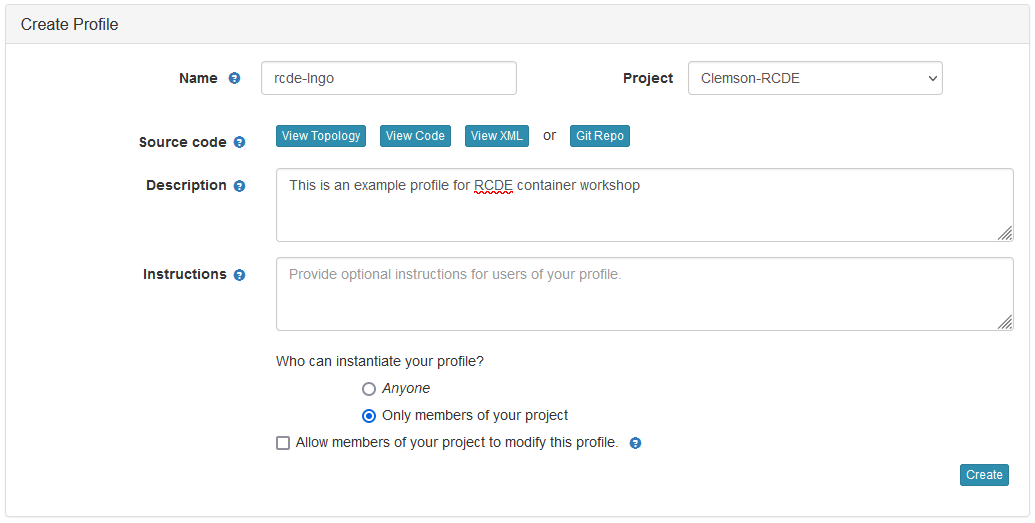 Create Profile
Name rcde-lngo Project Clemson-RCDE
Source code View Topology View Code View XML or Git Repo
Description This is an example profile for RCDE container workshop
Instructions Provide optional instructions for users of your profile.
Who can instantiate your profile?
Anyone
Only members of your project
Allow members of your project to modify this profile.
Create